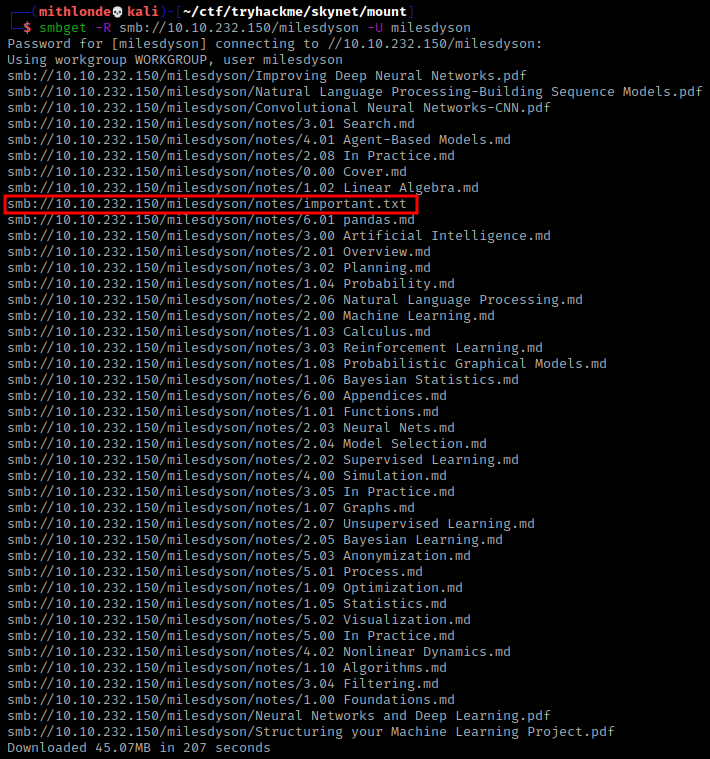 ┌──(mithlonde💀kali)-[~/ctf/tryhackme/skynet/mount]
└─$ smbget -R smb://10.10.232.150/milesdyson -U milesdyson
Password for [milesdyson] connecting to //10.10.232.150/milesdyson:
Using workgroup WORKGROUP, user milesdyson
smb://10.10.232.150/milesdyson/Improving Deep Neural Networks.pdf
smb://10.10.232.150/milesdyson/Natural Language Processing-Building Sequence Models.pdf
smb://10.10.232.150/milesdyson/Convolutional Neural Networks-CNN.pdf
smb://10.10.232.150/milesdyson/notes/3.01 Search.md
smb://10.10.232.150/milesdyson/notes/4.01 Agent-Based Models.md
smb://10.10.232.150/milesdyson/notes/2.08 In Practice.md
smb://10.10.232.150/milesdyson/notes/0.00 Cover.md
smb://10.10.232.150/milesdyson/notes/1.02 Linear Algebra.md
smb://10.10.232.150/milesdyson/notes/important.txt
smb://10.10.232.150/milesdyson/notes/6.01 pandas.md
smb://10.10.232.150/milesdyson/notes/3.00 Artificial Intelligence.md
smb://10.10.232.150/milesdyson/notes/2.01 Overview.md
smb://10.10.232.150/milesdyson/notes/3.02 Planning.md
smb://10.10.232.150/milesdyson/notes/1.04 Probability.md
smb://10.10.232.150/milesdyson/notes/2.06 Natural Language Processing.md
smb://10.10.232.150/milesdyson/notes/2.00 Machine Learning.md
smb://10.10.232.150/milesdyson/notes/1.03 Calculus.md
smb://10.10.232.150/milesdyson/notes/3.03 Reinforcement Learning.md
smb://10.10.232.150/milesdyson/notes/1.08 Probabilistic Graphical Models.md
smb://10.10.232.150/milesdyson/notes/1.06 Bayesian Statistics.md
smb://10.10.232.150/milesdyson/notes/6.00 Appendices.md
smb://10.10.232.150/milesdyson/notes/1.01 Functions.md
smb://10.10.232.150/milesdyson/notes/2.03 Neural Nets.md
smb://10.10.232.150/milesdyson/notes/2.04 Model Selection.md
smb://10.10.232.150/milesdyson/notes/2.02 Supervised Learning.md
smb://10.10.232.150/milesdyson/notes/4.00 Simulation.md
smb://10.10.232.150/milesdyson/notes/3.05 In Practice.md
smb://10.10.232.150/milesdyson/notes/1.07 Graphs.md
smb://10.10.232.150/milesdyson/notes/2.07 Unsupervised Learning.md
smb://10.10.232.150/milesdyson/notes/2.05 Bayesian Learning.md
smb://10.10.232.150/milesdyson/notes/5.03 Anonymization.md
smb://10.10.232.150/milesdyson/notes/5.01 Process.md
smb://10.10.232.150/milesdyson/notes/1.09 Optimization.md
smb://10.10.232.150/milesdyson/notes/1.05 Statistics.md
smb://10.10.232.150/milesdyson/notes/5.02 Visualization.md
smb://10.10.232.150/milesdyson/notes/5.00 In Practice.md
smb://10.10.232.150/milesdyson/notes/4.02 Nonlinear Dynamics.md
smb://10.10.232.150/milesdyson/notes/1.10 Algorithms.md
smb://10.10.232.150/milesdyson/notes/3.04 Filtering.md
smb://10.10.232.150/milesdyson/notes/1.00 Foundations.md
smb://10.10.232.150/milesdyson/Neural Networks and Deep Learning.pdf
smb://10.10.232.150/milesdyson/Structuring your Machine Learning Project.pdf
Downloaded 45.07MB in 207 seconds